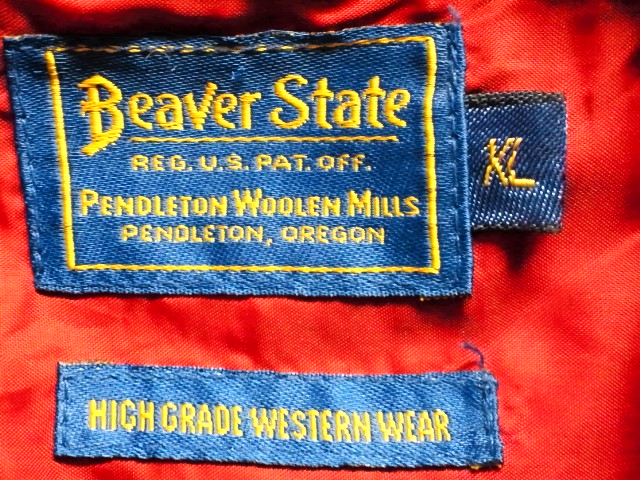 Beaver State
REG. U.S. PAT. OFF.
PENDLETON WOOLEN MILLS
PENDLETON, OREGON
XL
HIGH GRADE WESTERN WEAR